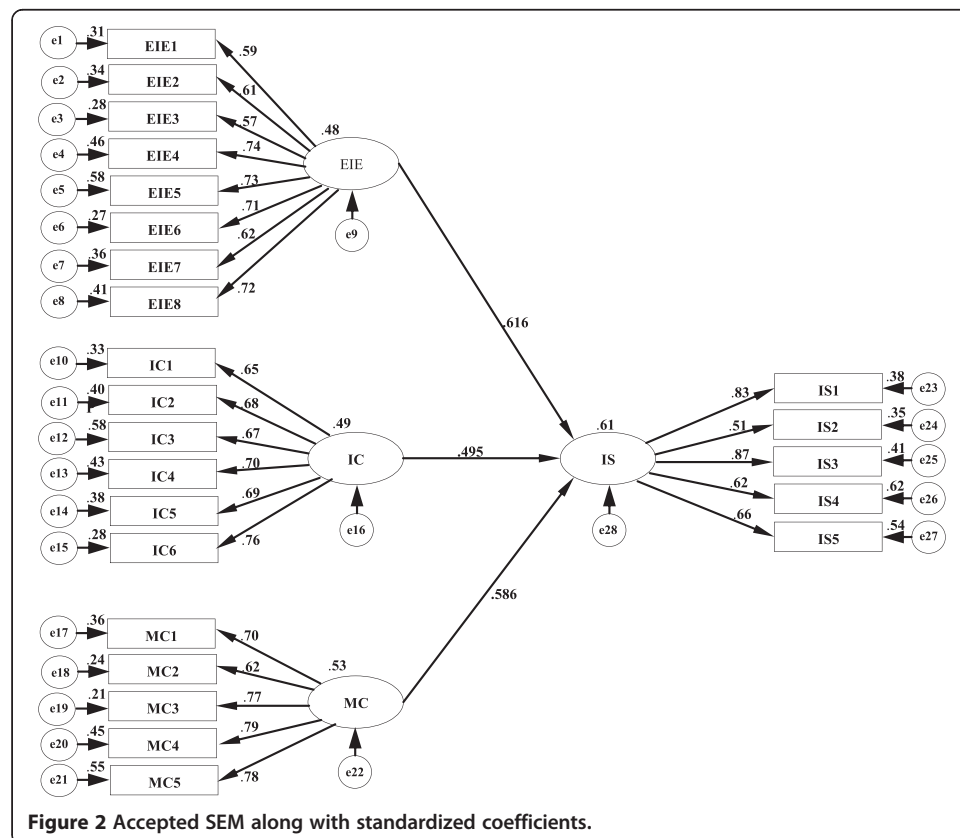 e1 .31 EIE1 .59
e2 .34 EIE2 .61
e3 .28 EIE3 .57
e4 .46 EIE4 .74
e5 .58 EIE5 .73
e6 .27 EIE6 .71
e7 .36 EIE7 .62
e8 .41 EIE8 .72
.48
EIE
e9
.616
e10 .33 IC1 .65
e11 .40 IC2 .68
e12 .58 IC3 .67
e13 .43 IC4 .70
e14 .38 IC5 .69
e15 .28 IC6 .76
.49
IC
e16
.495
e17 .36 MC1 .70
e18 .24 MC2 .62
e19 .21 MC3 .77
e20 .45 MC4 .79
e21 .55 MC5 .78
.53
MC
e22
.586
.61
IS
e28
.83 IS1 .38 e23
.51 IS2 .35 e24
.87 IS3 .41 e25
.62 IS4 .62 e26
.66 IS5 .54 e27
Figure 2 Accepted SEM along with standardized coefficients.